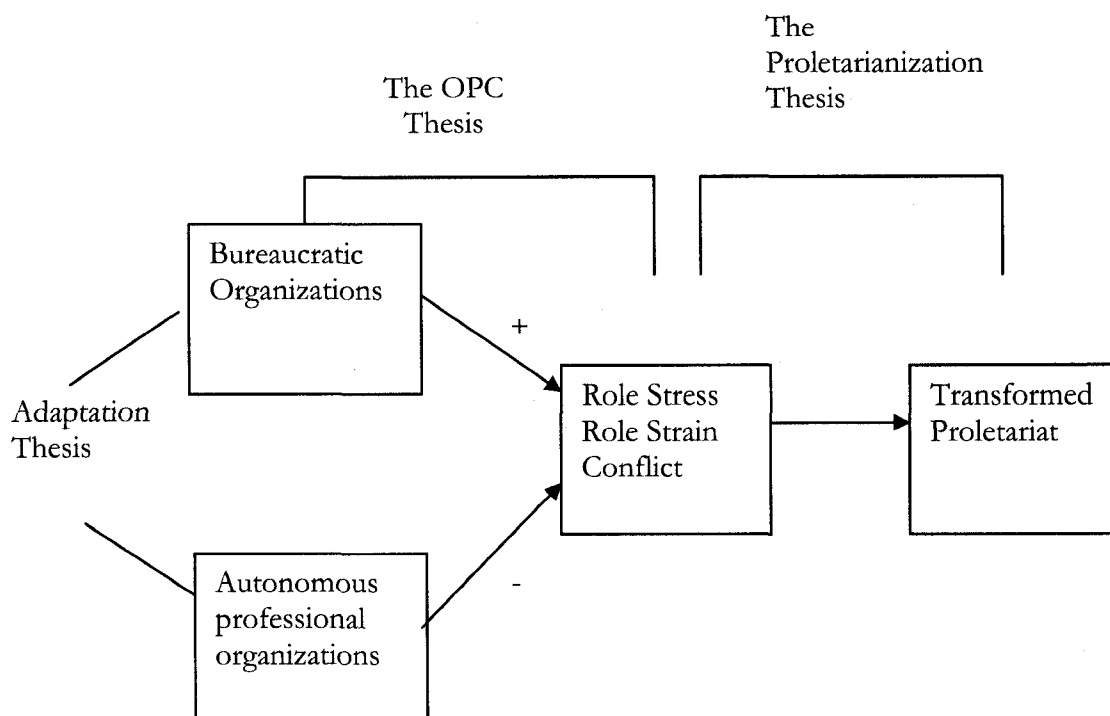 The
Proletarianization
Thesis
The OPC
Thesis
Bureaucratic
Organizations
+
Adaptation
Thesis
Role Stress
Role Strain
Conflict
Transformed
Proletariat
-
Autonomous
professional
organizations